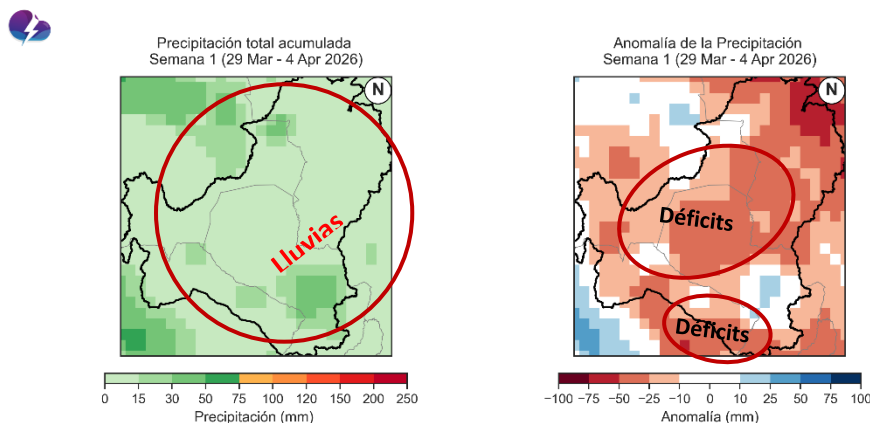 Precipitación total acumulada
Semana 1 (29 Mar - 4 Apr 2026)
N
Lluvias
0 15 30 50 75 100 120 150 200 250
Precipitación (mm)
Anomalía de la Precipitación
Semana 1 (29 Mar - 4 Apr 2026)
N
Déficits
Déficits
−100 −75 −50 −25 −10 0 10 25 50 75 100
Anomalía (mm)